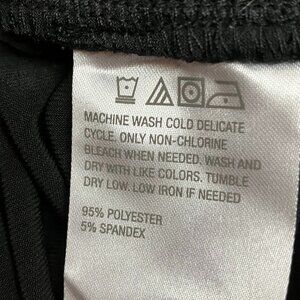 MACHINE WASH COLD DELICATE
CYCLE. ONLY NON-CHLORINE
BLEACH WHEN NEEDED. WASH AND
DRY WITH LIKE COLORS. TUMBLE
DRY LOW. LOW IRON IF NEEDED
95% POLYESTER
5% SPANDEX